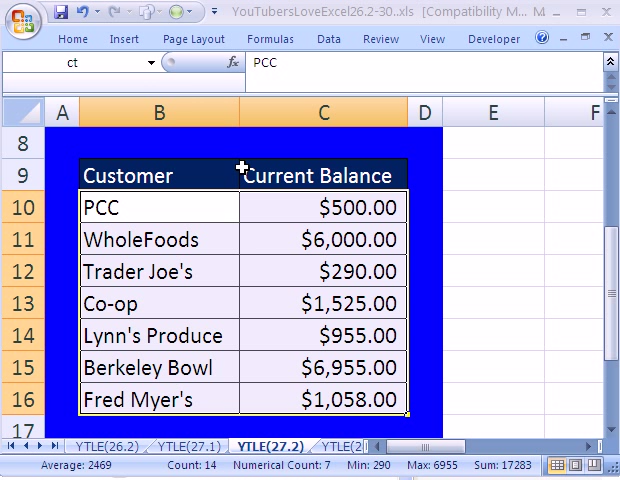 YouTubersLoveExcel26.2-30..xls [Compatibility M... M
Home Insert Page Layout Formulas Data Review View Developer
ct fx PCC
A B C D E F
8
9 Customer Current Balance
10 PCC $500.00
11 WholeFoods $6,000.00
12 Trader Joe's $290.00
13 Co-op $1,525.00
14 Lynn's Produce $955.00
15 Berkeley Bowl $6,955.00
16 Fred Myer's $1,058.00
17
YTLE(26.2) YTLE(27.1) YTLE(27.2) YTLE(2
Average: 2469 Count: 14 Numerical Count: 7 Min: 290 Max: 6955 Sum: 17283